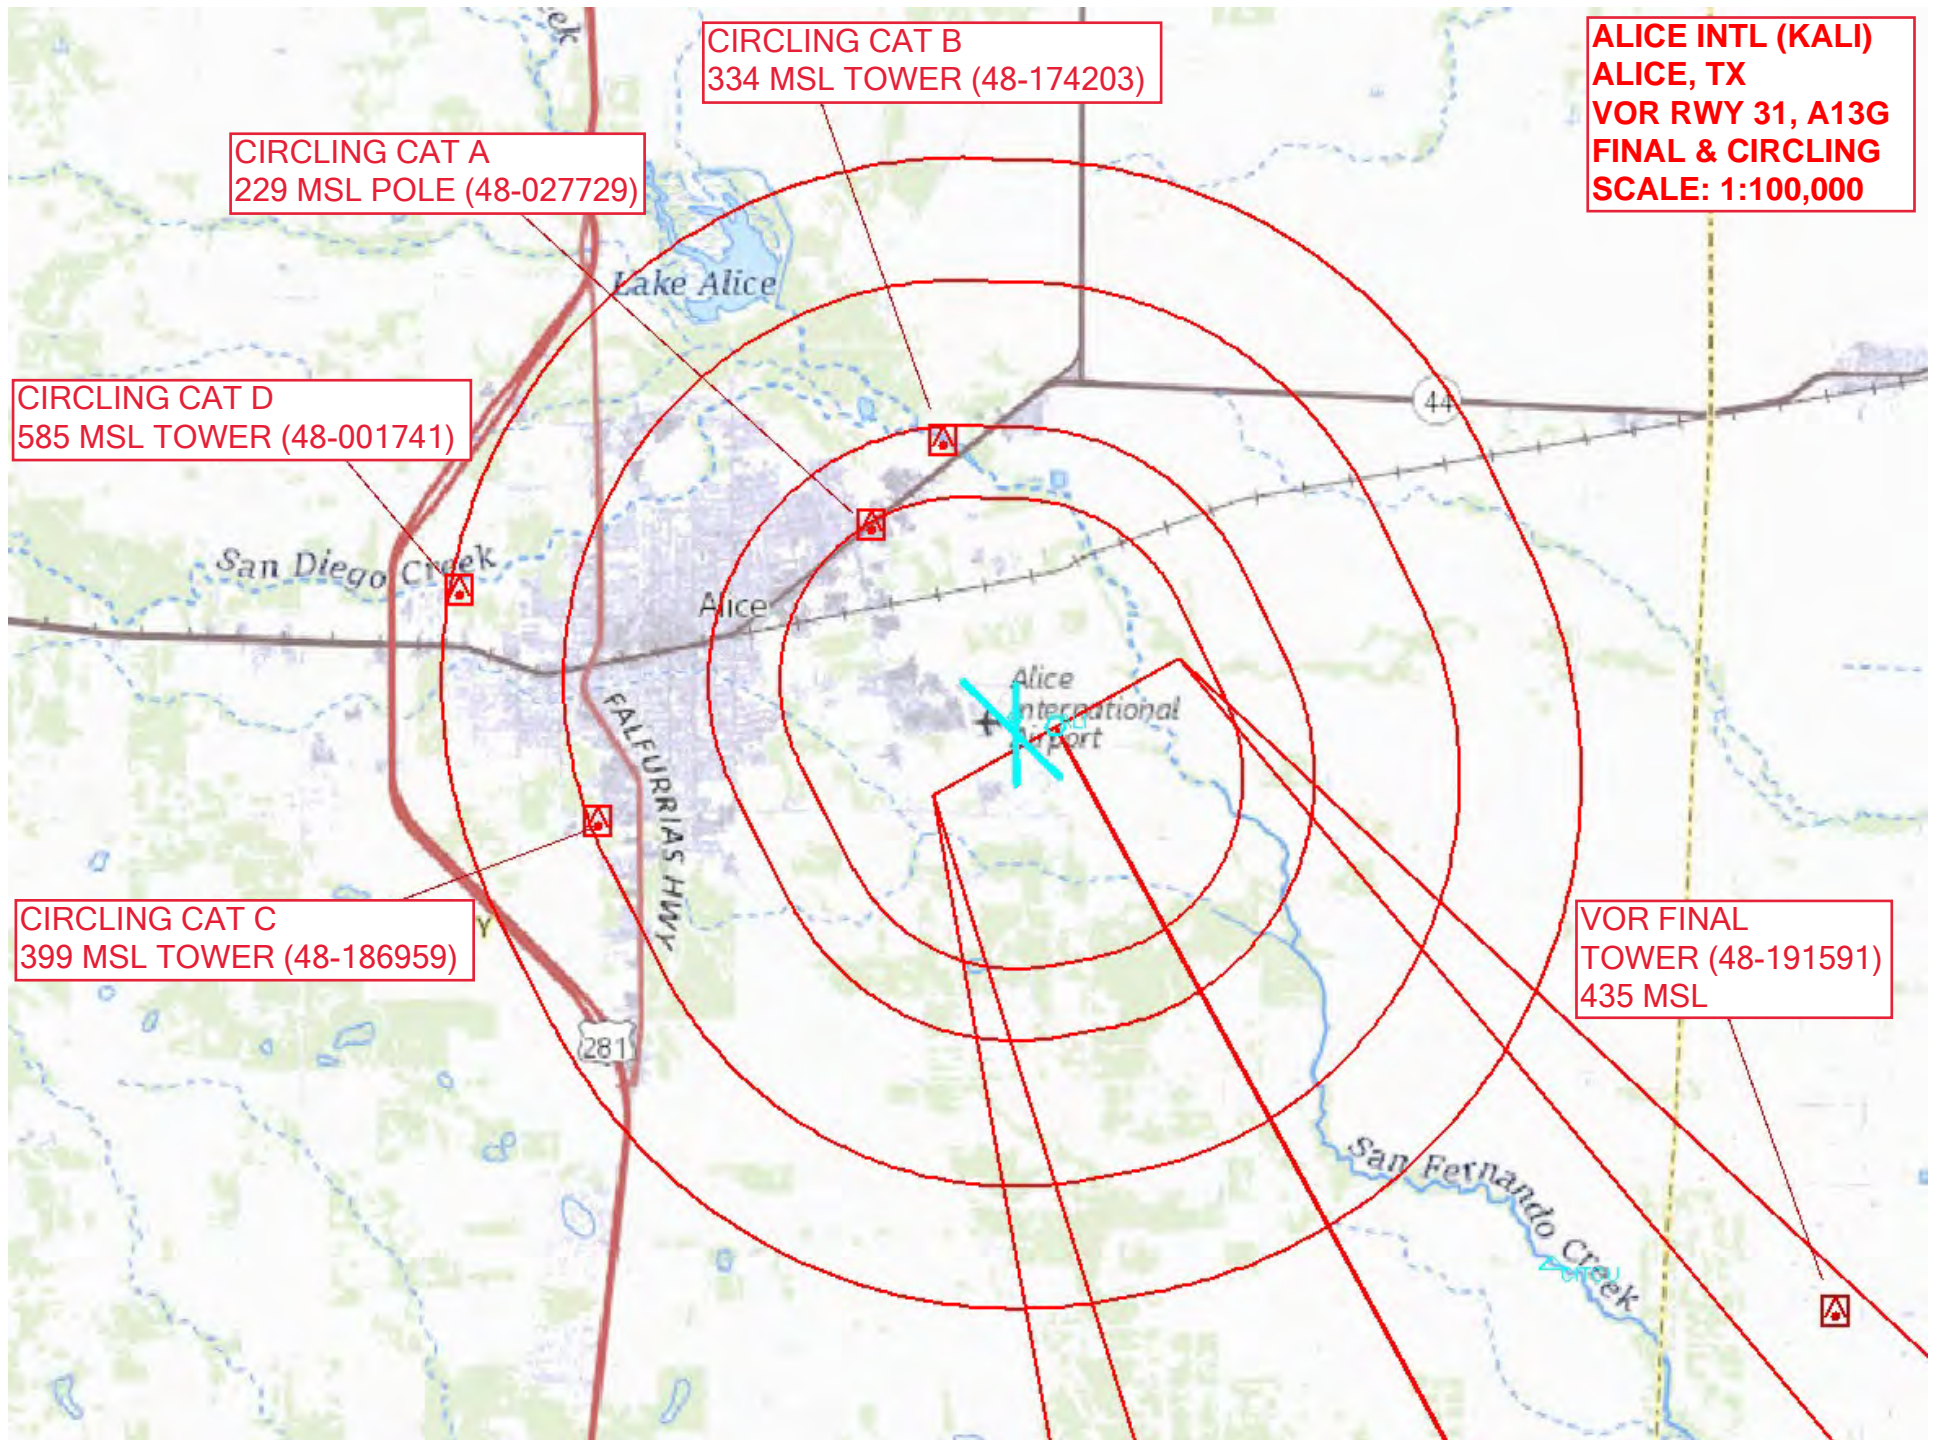 ek
CIRCLING CAT B
334 MSL TOWER (48-174203)
ALICE INTL (KALI)
ALICE, TX
VOR RWY 31, A13G
FINAL & CIRCLING
SCALE: 1:100,000
CIRCLING CAT A
229 MSL POLE (48-027729)
Lake Alice
CIRCLING CAT D
585 MSL TOWER (48-001741)
44
San Diego Creek
Alice
Alice
International
Airport
FALFURRIAS HWY
CIRCLING CAT C
399 MSL TOWER (48-186959)
Y
VOR FINAL
TOWER (48-191591)
435 MSL
281
San Fernando Creek